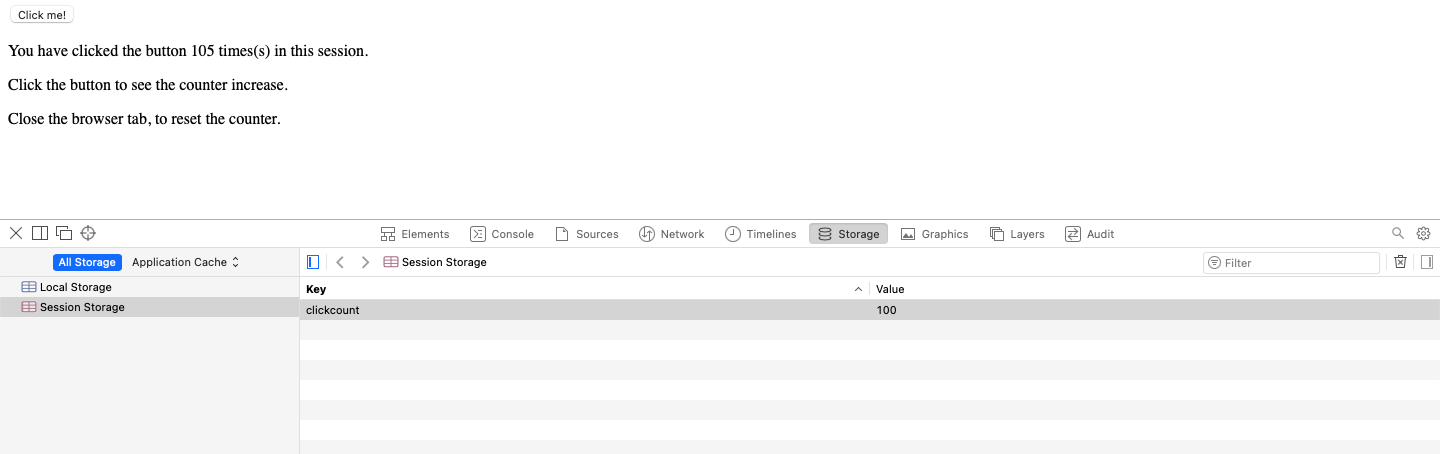 Click me!
You have clicked the button 105 times(s) in this session.
Click the button to see the counter increase.
Close the browser tab, to reset the counter.
Elements Console Sources Network Timelines Storage Graphics Layers Audit
All Storage Application Cache Session Storage Filter
Local Storage
Session Storage
Key Value
clickcount 100